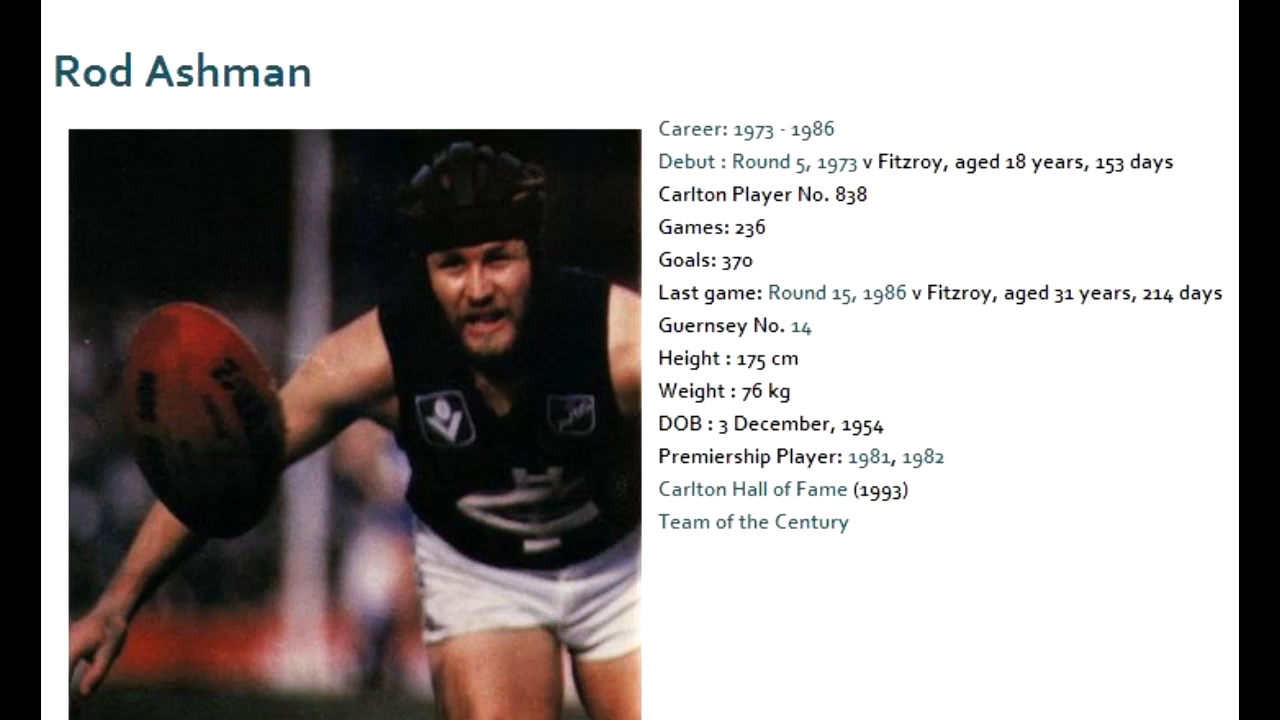 Rod Ashman
Career: 1973 - 1986
Debut : Round 5, 1973 v Fitzroy, aged 18 years, 153 days
Carlton Player No. 838
Games: 236
Goals: 370
Last game: Round 15, 1986 v Fitzroy, aged 31 years, 214 days
Guernsey No. 14
Height : 175 cm
Weight : 76 kg
DOB : 3 December, 1954
Premiership Player: 1981, 1982
Carlton Hall of Fame (1993)
Team of the Century